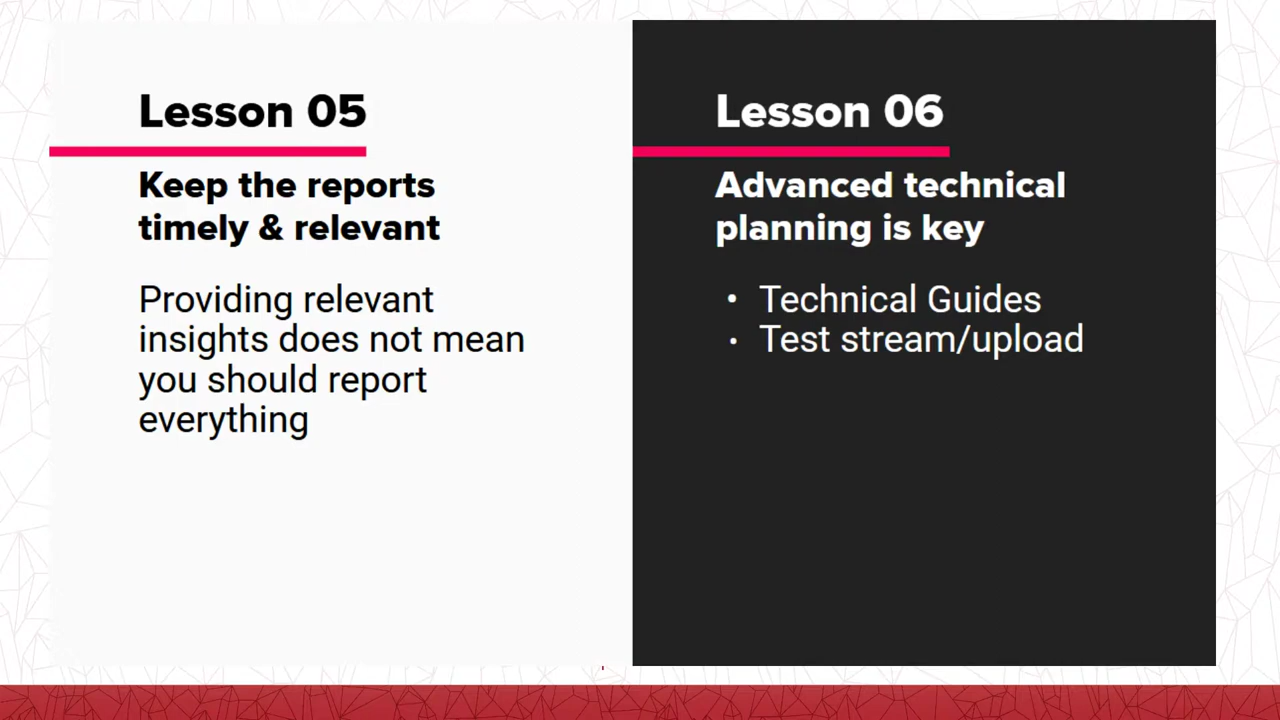 Lesson 05
Keep the reports
timely & relevant
Providing relevant
insights does not mean
you should report
everything
Lesson 06
Advanced technical
planning is key
• Technical Guides
• Test stream/upload